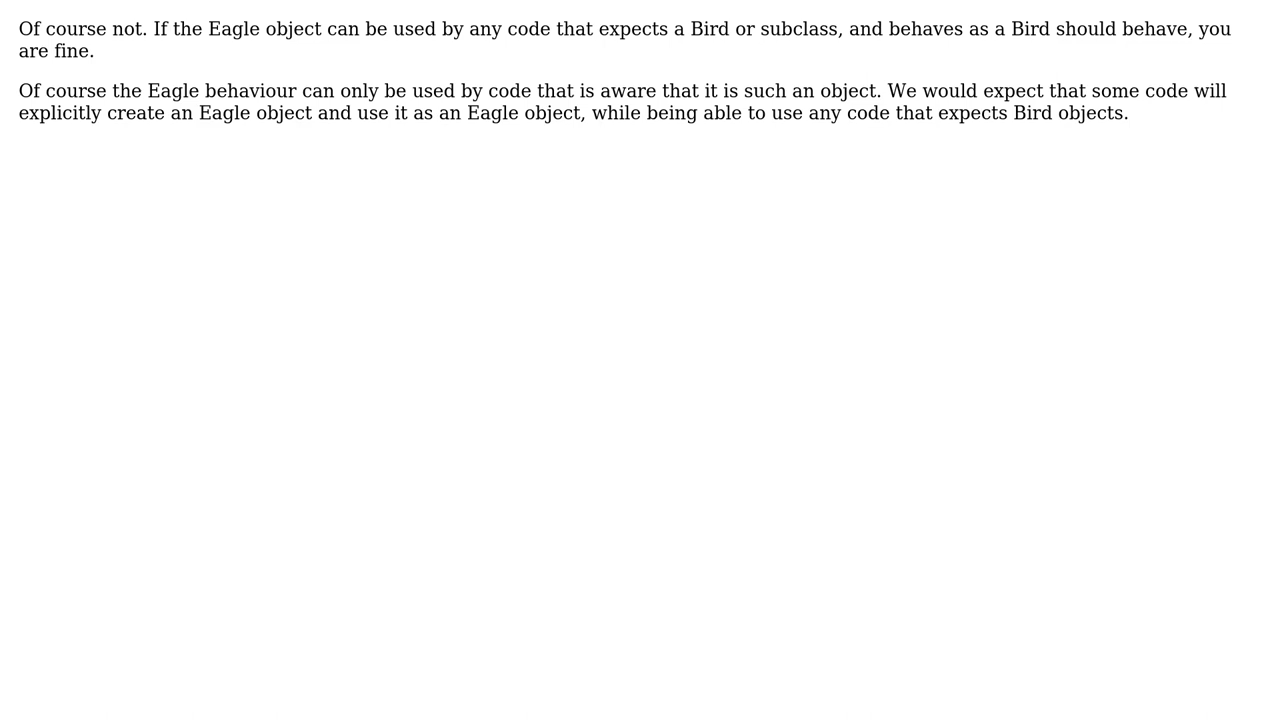 Of course not. If the Eagle object can be used by any code that expects a Bird or subclass, and behaves as a Bird should behave, you
are fine.
Of course the Eagle behaviour can only be used by code that is aware that it is such an object. We would expect that some code will
explicitly create an Eagle object and use it as an Eagle object, while being able to use any code that expects Bird objects.